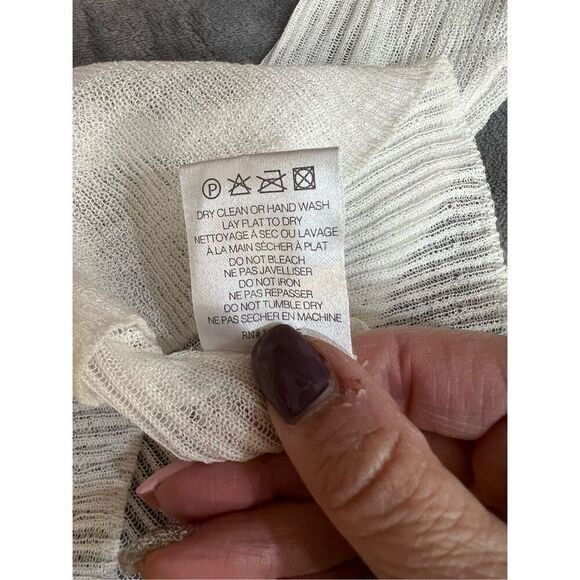 P
DRY CLEAN OR HAND WASH
LAY FLAT TO DRY
NETTOYAGE À SEC OU LAVAGE
À LA MAIN SÉCHER À PLAT
DO NOT BLEACH
NE PAS JAVELLISER
DO NOT IRON
NE PAS REPASSER
DO NOT TUMBLE DRY
NE PAS SÉCHER EN MACHINE